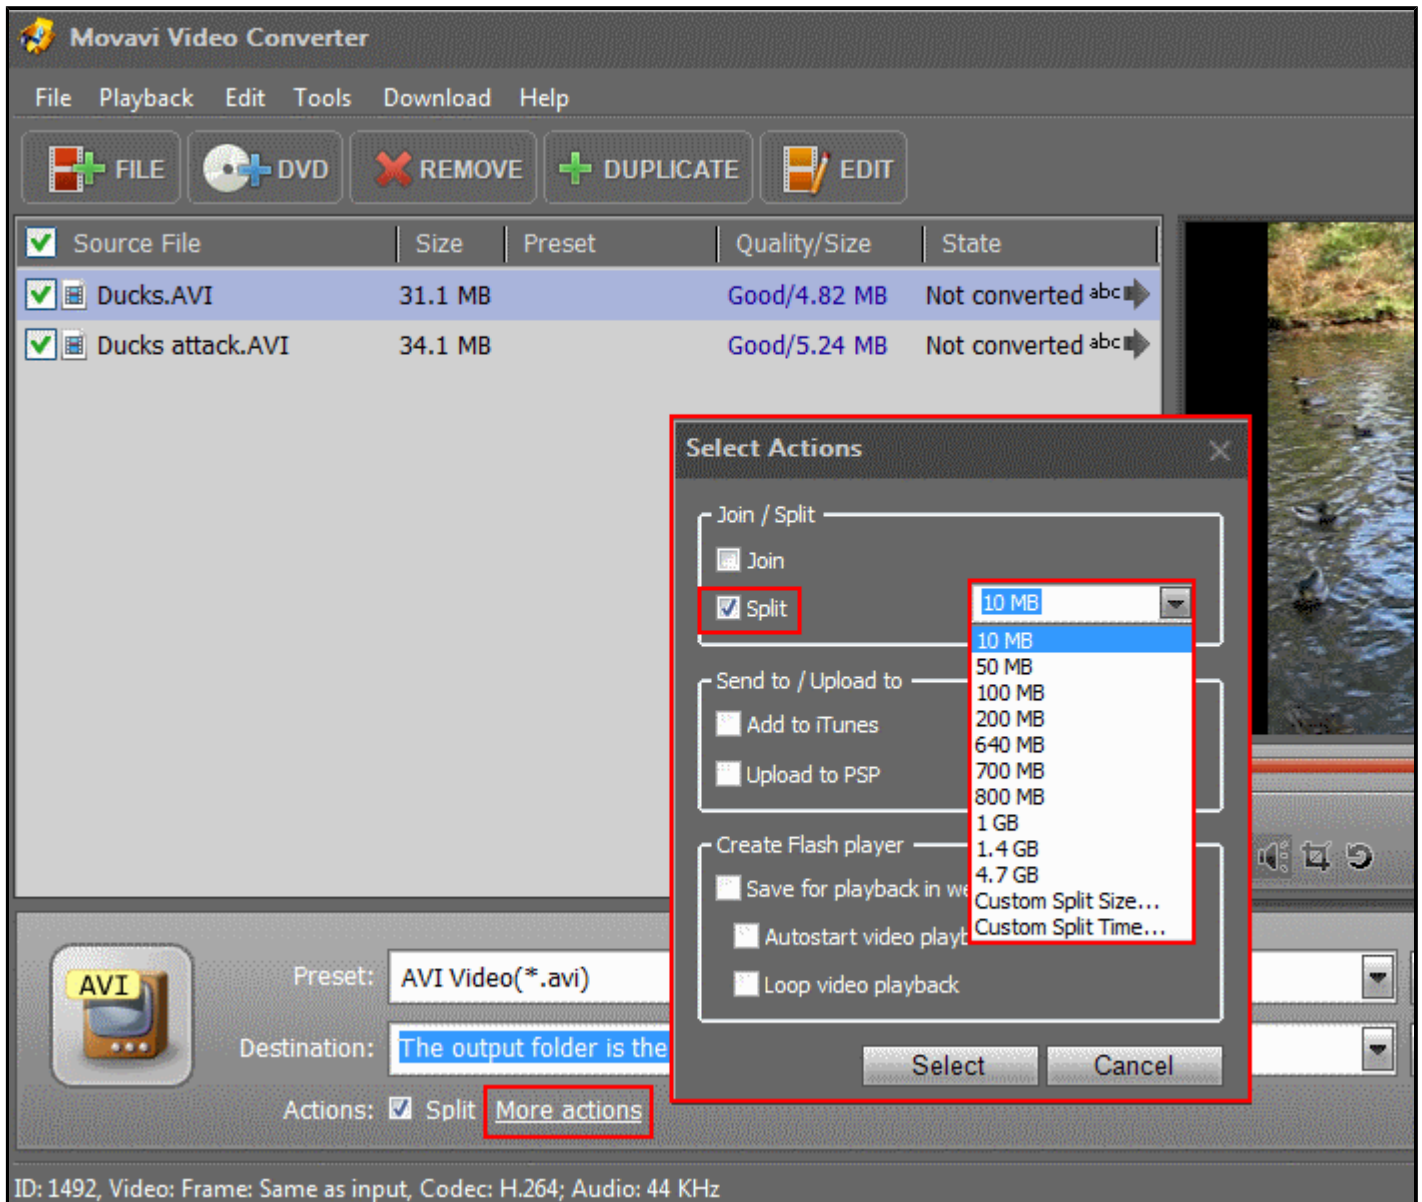 Movavi Video Converter
File Playback Edit Tools Download Help
FILE DVD REMOVE DUPLICATE EDIT
Source File Size Preset Quality/Size State
Ducks.AVI 31.1 MB Good/4.82 MB Not converted abc
Ducks attack.AVI 34.1 MB Good/5.24 MB Not converted abc
Select Actions
Join / Split
Join
Split 10 MB
10 MB
50 MB
100 MB
200 MB
640 MB
700 MB
800 MB
1 GB
1.4 GB
4.7 GB
Custom Split Size...
Custom Split Time...
Send to / Upload to
Add to iTunes
Upload to PSP
Create Flash player
Save for playback in
Autostart video
Loop video playback
Select Cancel
AVI
Preset: AVI Video(*.avi)
Destination: The output folder is the
Actions: Split More actions
ID: 1492, Video: Frame: Same as input, Codec: H.264; Audio: 44 KHz